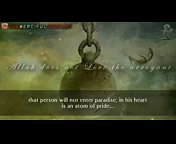 MERCIFUL
Allah does not Love the arrogant
that person will not enter paradise, in his heart
is an atom of pride...